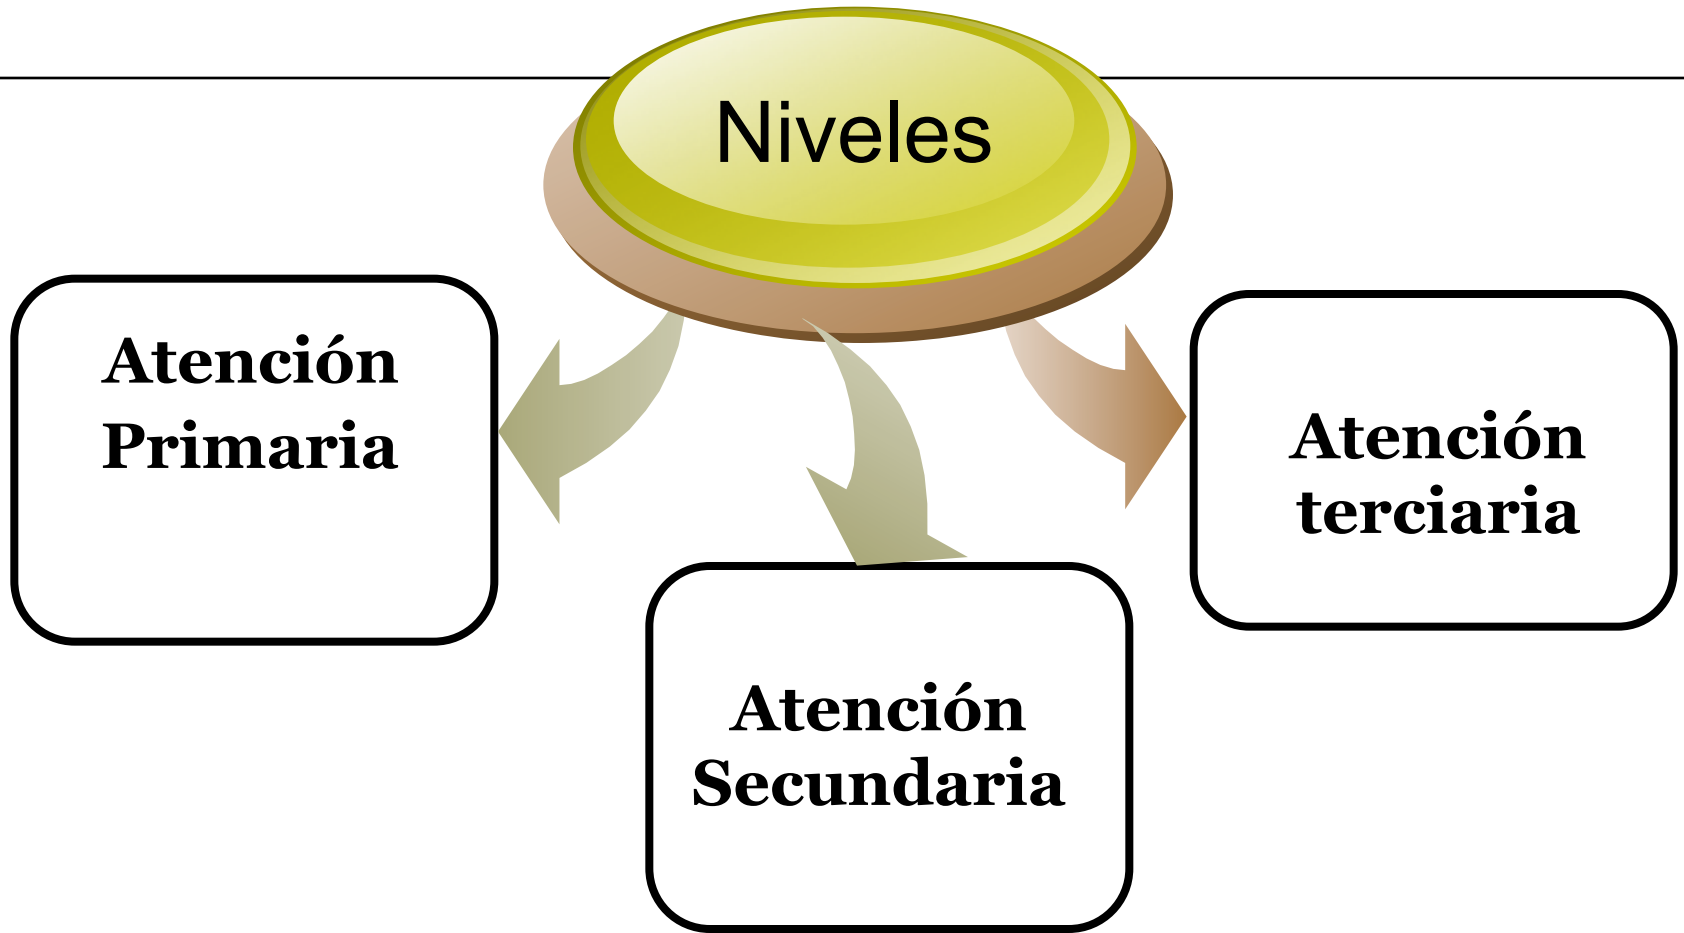 Niveles
Atención
Primaria
Atención
Secundaria
Atención
terciaria